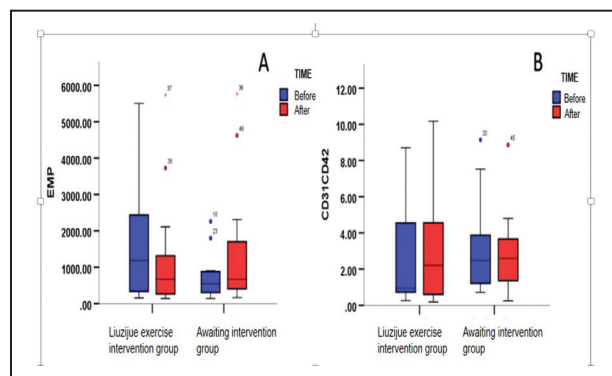 A
TIME
Before
After
EMP
6000.00
5000.00
4000.00
3000.00
2000.00
1000.00
.00
37
39
10
23
36
46
Liuzijue exercise
intervention group
Awaiting intervention
group
B
TIME
Before
After
CD31CD42
12.00
10.00
8.00
6.00
4.00
2.00
.00
20
45
Liuzijue exercise
intervention group
Awaiting intervention
group